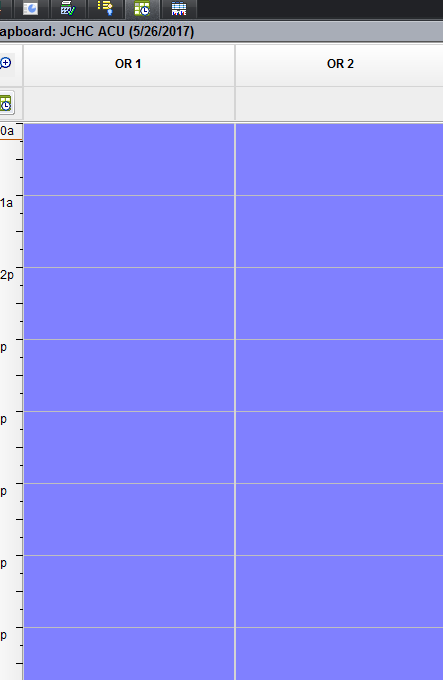 apboard: JCHC ACU (5/26/2017)
OR 1 OR 2
0a
1a
2p
p
p
p
p
p